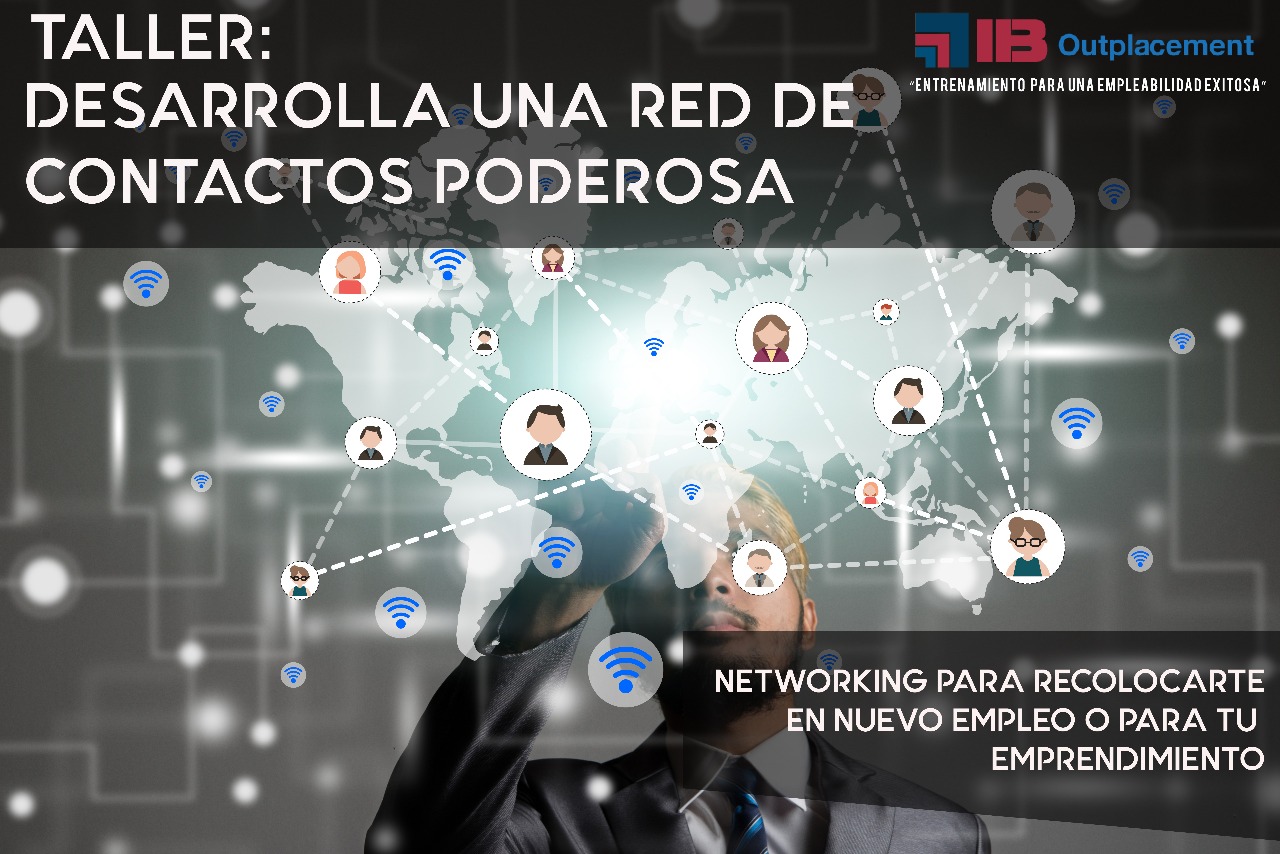 TALLER:
DESARROLLA UNA RED DE
CONTACTOS PODEROSA
IB Outplacement
"ENTRENAMIENTO PARA UNA EMPLEABILIDAD EXITOSA"
NETWORKING PARA RECOLOCARTE
EN NUEVO EMPLEO O PARA TU
EMPRENDIMIENTO